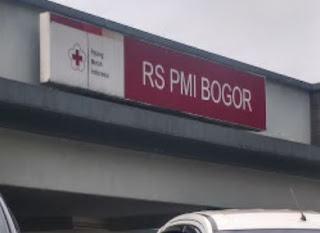 Palang
Merah
Indonesia
RS PMI BOGOR